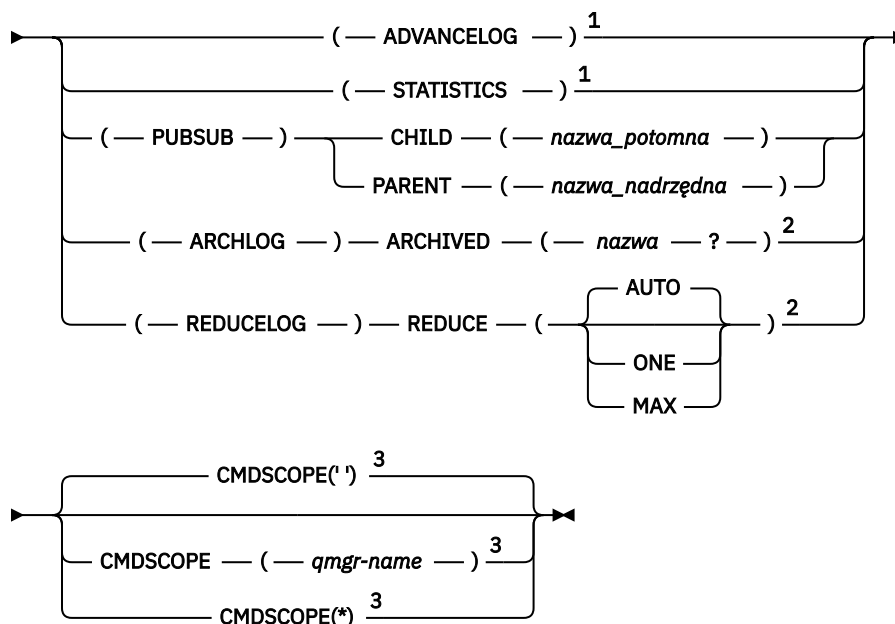 ( ADVANCELOG ) 1
( STATISTICS ) 1
( PUBSUB ) CHILD ( nazwa_potomna )
PARENT ( nazwa_nadrzędna )
( ARCHLOG ) ARCHIVED ( nazwa ? ) 2
AUTO
( REDUCELOG ) REDUCE ( ) 2
ONE
MAX
CMDSCOPE(' ') 3
CMDSCOPE ( qmgr-name ) 3
CMDSCOPE(*) 3